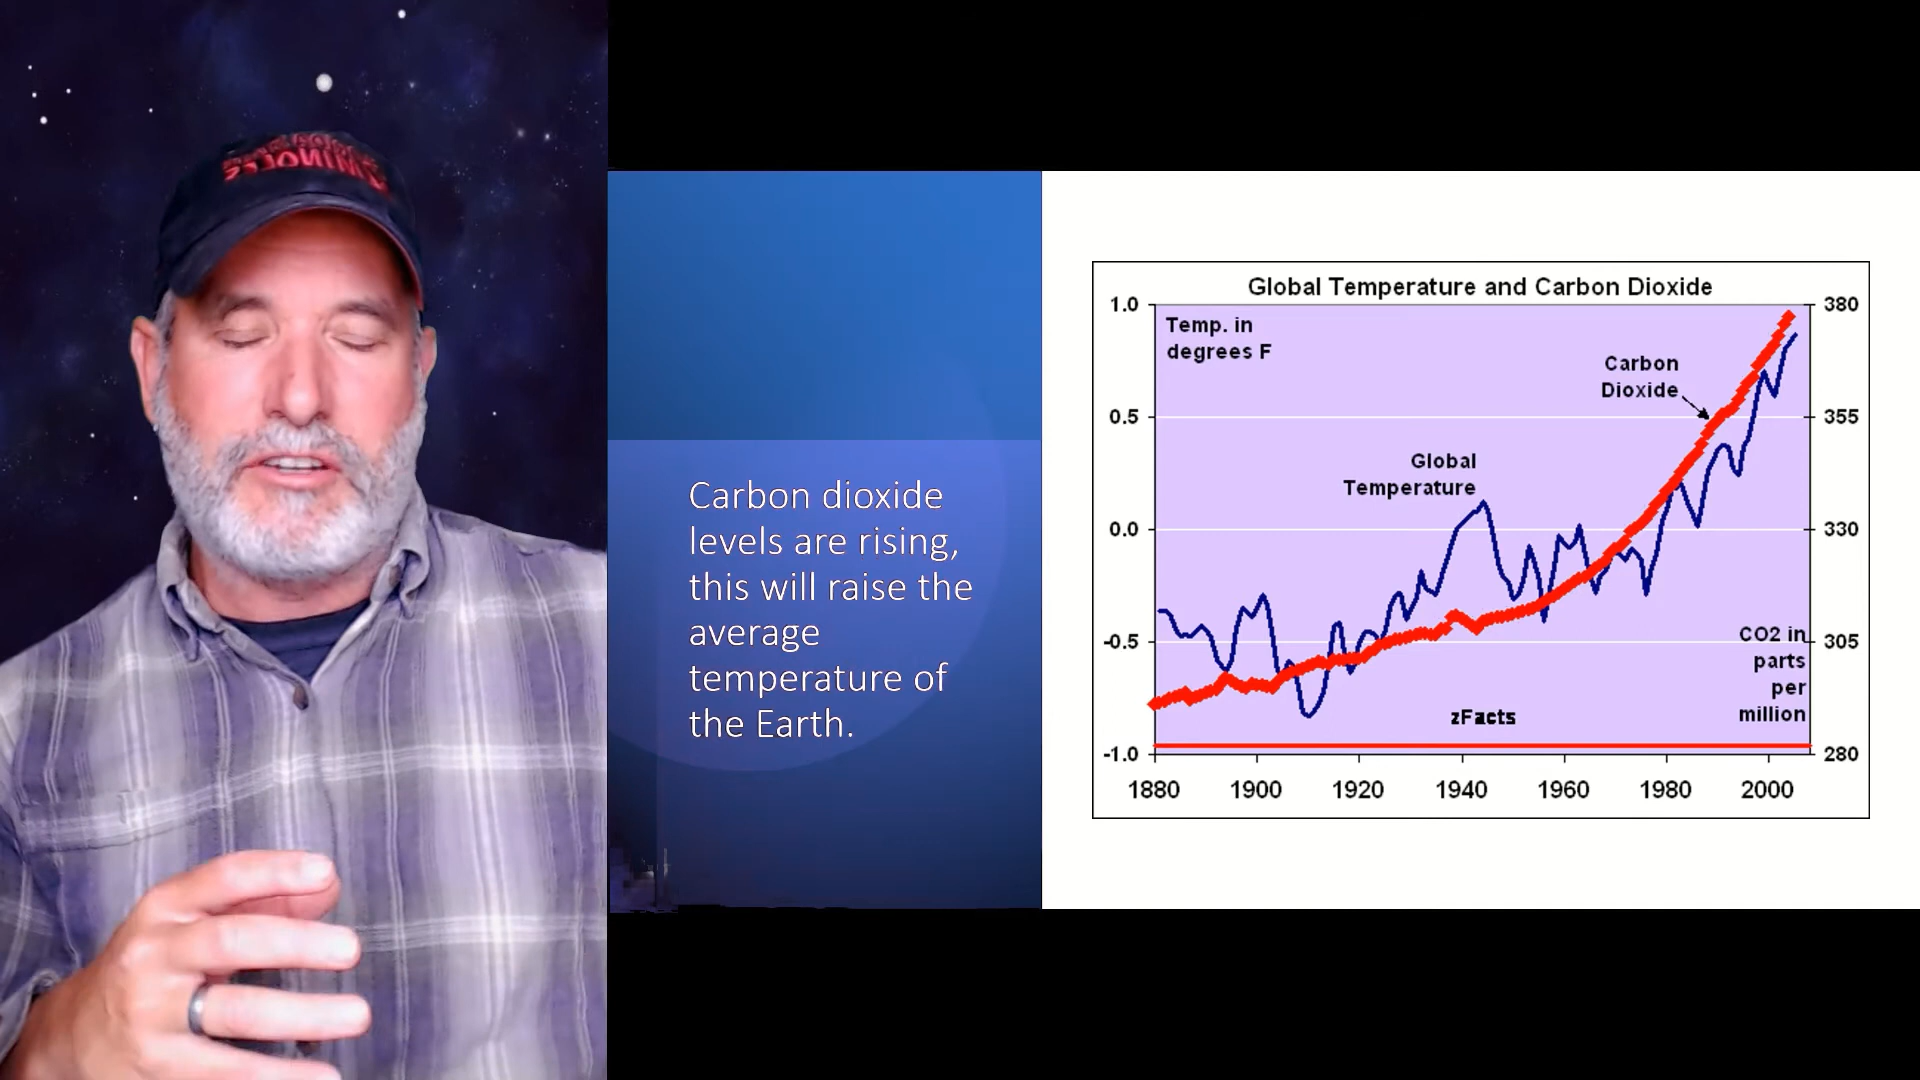 Carbon dioxide
levels are rising,
this will raise the
average
temperature of
the Earth.
Global Temperature and Carbon Dioxide
1.0
380
Temp. in
degrees F
Carbon
Dioxide
0.5
355
Global
Temperature
0.0
330
-0.5
305
CO2 in
parts
per
million
zFacts
-1.0
280
1880 1900 1920 1940 1960 1980 2000